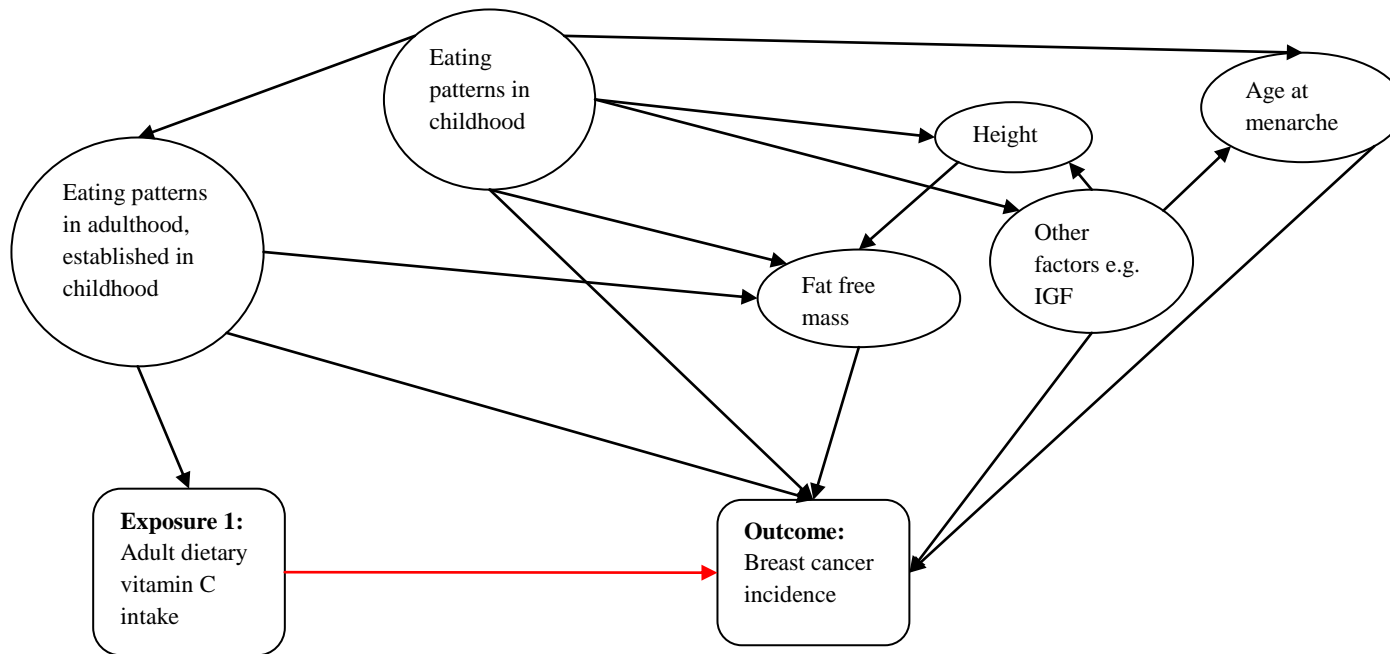 Eating
patterns in
childhood
Age at
menarche
Height
Eating patterns
in adulthood,
established in
childhood
Other
factors e.g.
IGF
Fat free
mass
Exposure 1:
Adult dietary
vitamin C
intake
Outcome:
Breast cancer
incidence